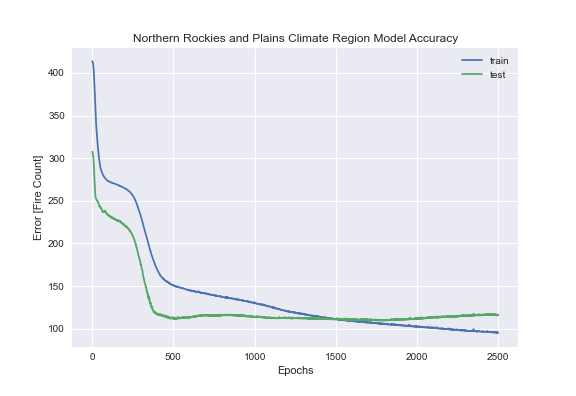 Northern Rockies and Plains Climate Region Model Accuracy
train
test
Error [Fire Count]
400
350
300
250
200
150
100
0 500 1000 1500 2000 2500
Epochs